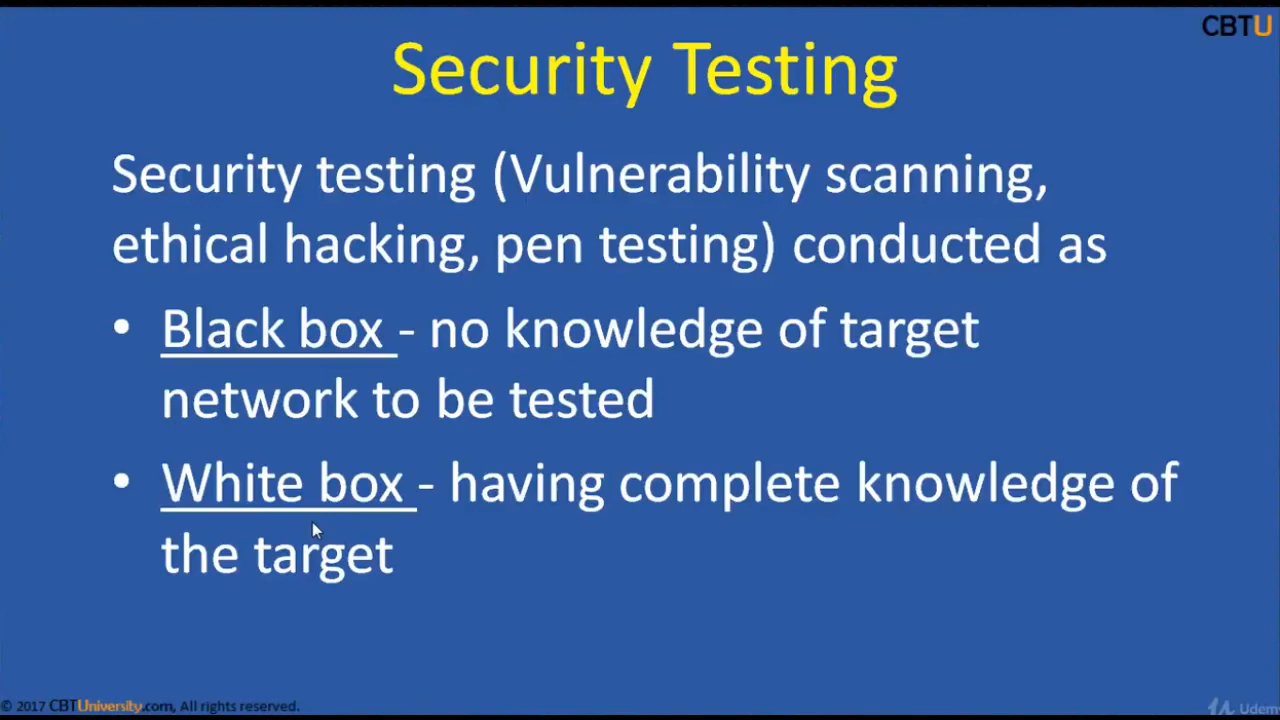 CBTU
Security Testing
Security testing (Vulnerability scanning,
ethical hacking, pen testing) conducted as
• Black box - no knowledge of target
network to be tested
• White box - having complete knowledge of
the target
© 2017 CBTUniversity.com, All rights reserved.